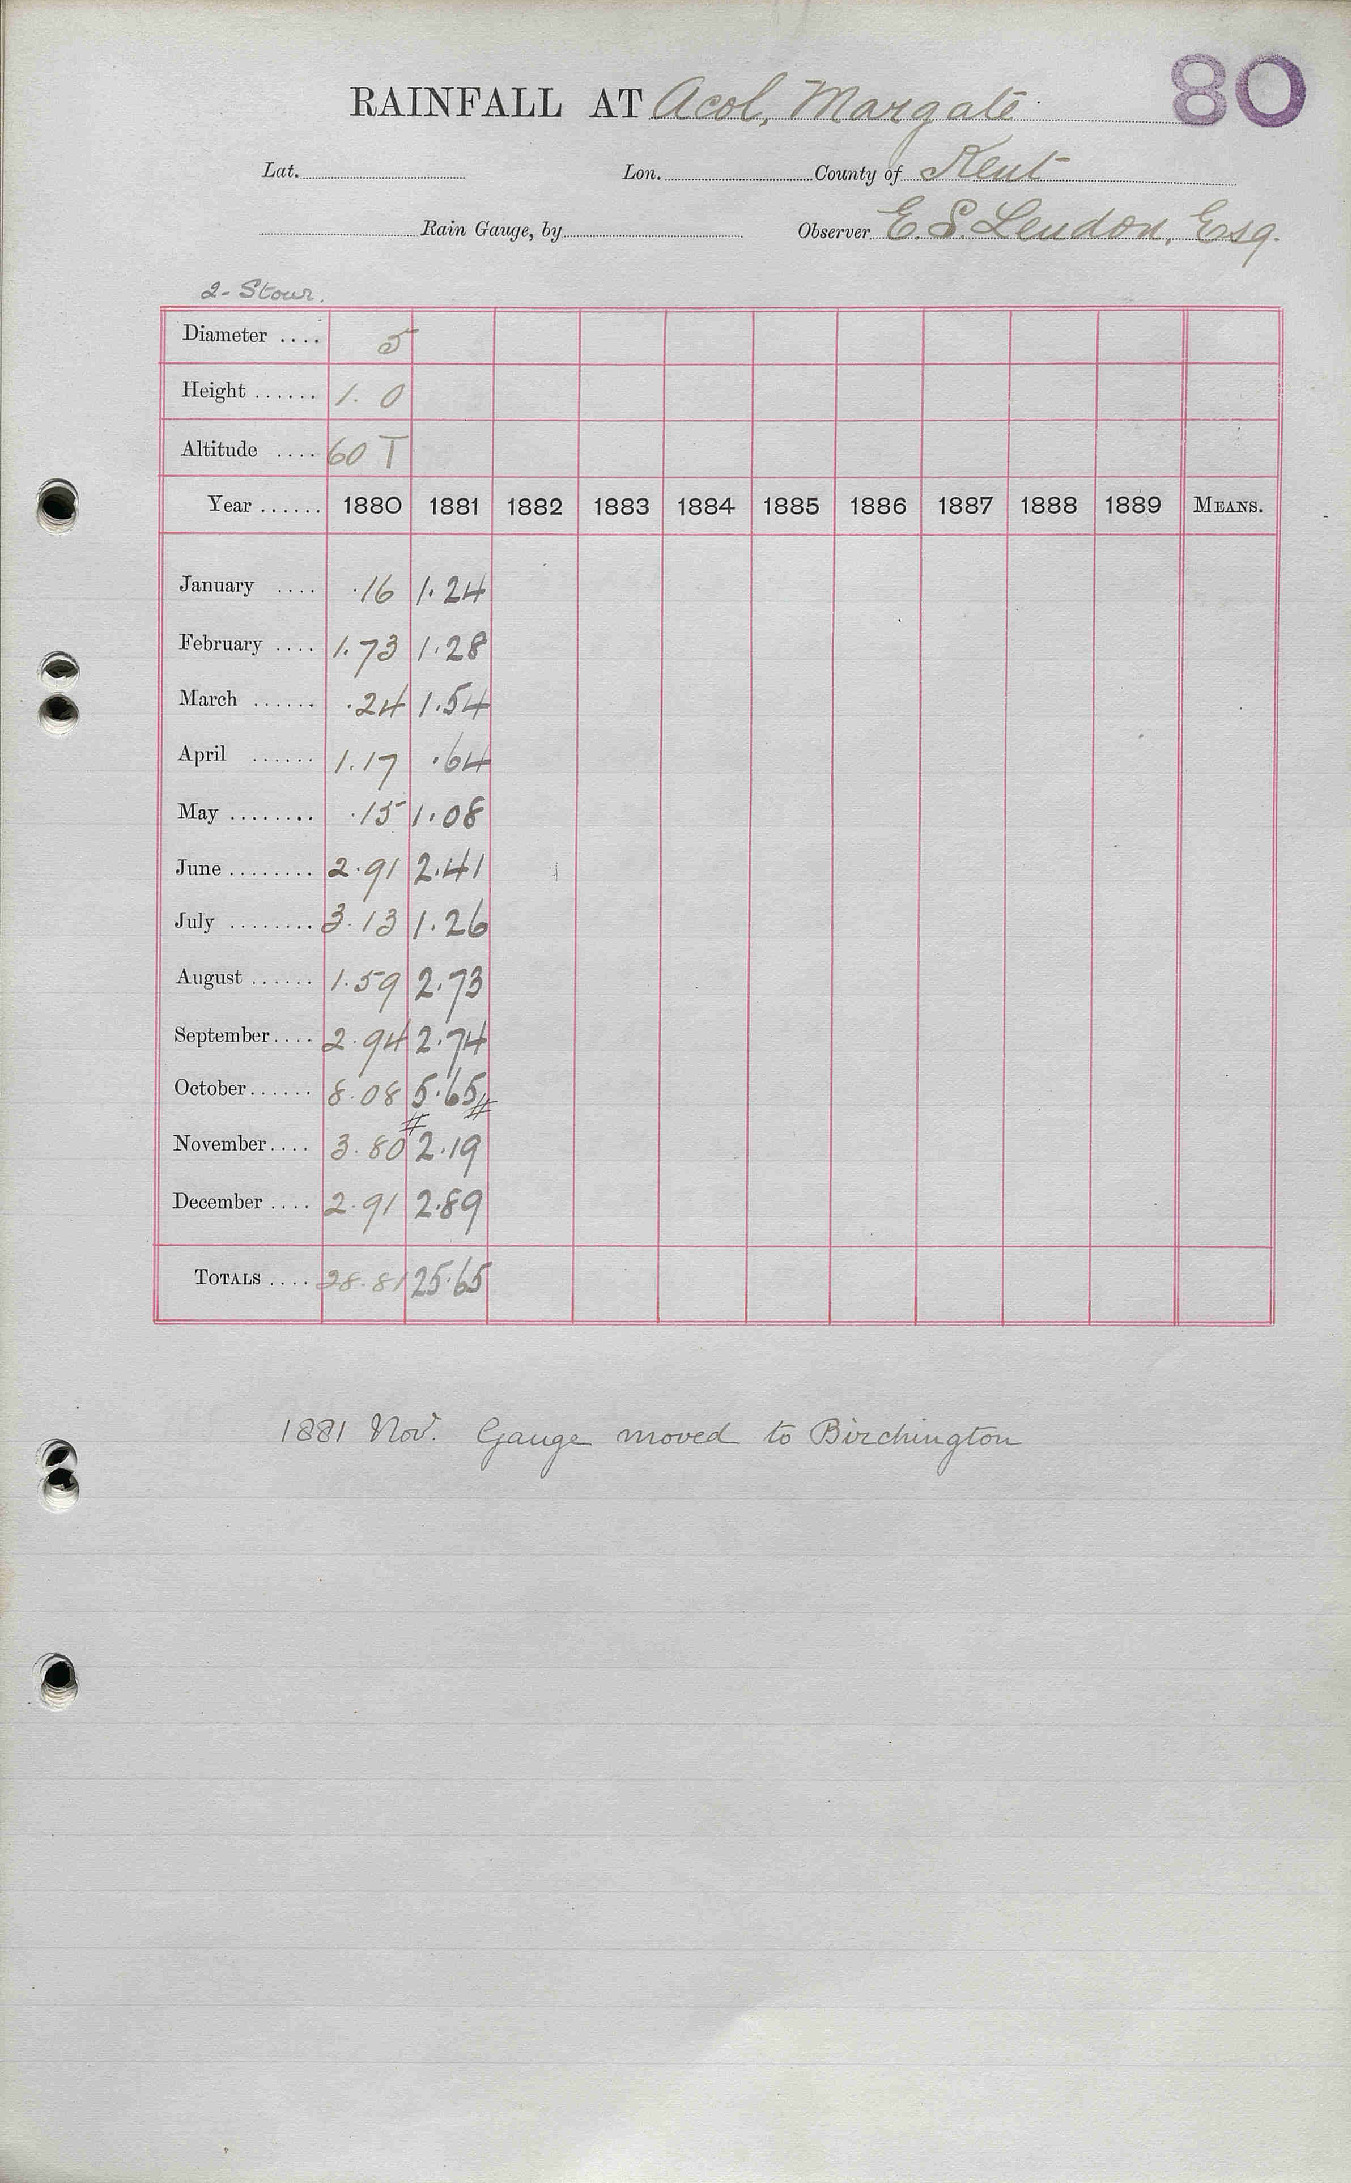 80
RAINFALL AT Acol, Margate
Lat. Lon. County of Kent
Rain Gauge, by Observer E. S. Lendon, Esq.
2- Stour.
Diameter .... 5
Height ...... 1. 0
Altitude .... 60 T
Year ...... 1880 1881 1882 1883 1884 1885 1886 1887 1888 1889 MEANS.
January .... .16 1.24
February .... 1.73 1.28
March ...... .24 1.54
April ...... 1.17 .64
May ........ .15 1.08
June ........ 2.91 2.41
July ........ 3.13 1.26
August ...... 1.59 2.73
September.... 2.94 2.74
October...... 8.08 5.65
# #
November.... 3.80 2.19
December .... 2.91 2.89
TOTALS .... 28.81 25.65
1881 Nov. Gauge moved to Birchington